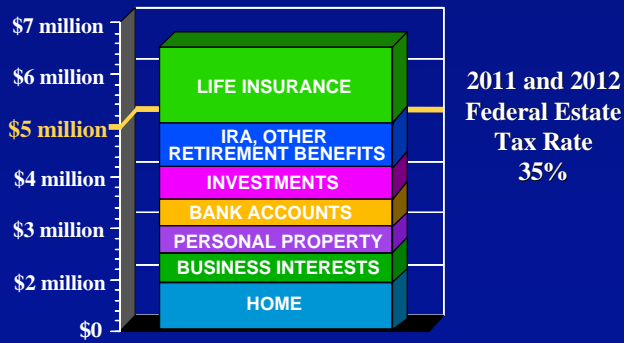 $7 million
$6 million
$5 million
$4 million
$3 million
$2 million
$0
LIFE INSURANCE
IRA, OTHER
RETIREMENT BENEFITS
INVESTMENTS
BANK ACCOUNTS
PERSONAL PROPERTY
BUSINESS INTERESTS
HOME
2011 and 2012
Federal Estate
Tax Rate
35%